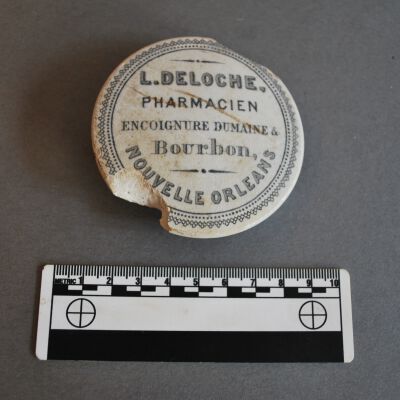 L. DELOCHE.
PHARMACIEN
ENCOIGNURE DUMAINE &
Bourbon,
NOUVELLE ORLEANS
METRIC 1 2 3 4 5 6 7 8 9 10